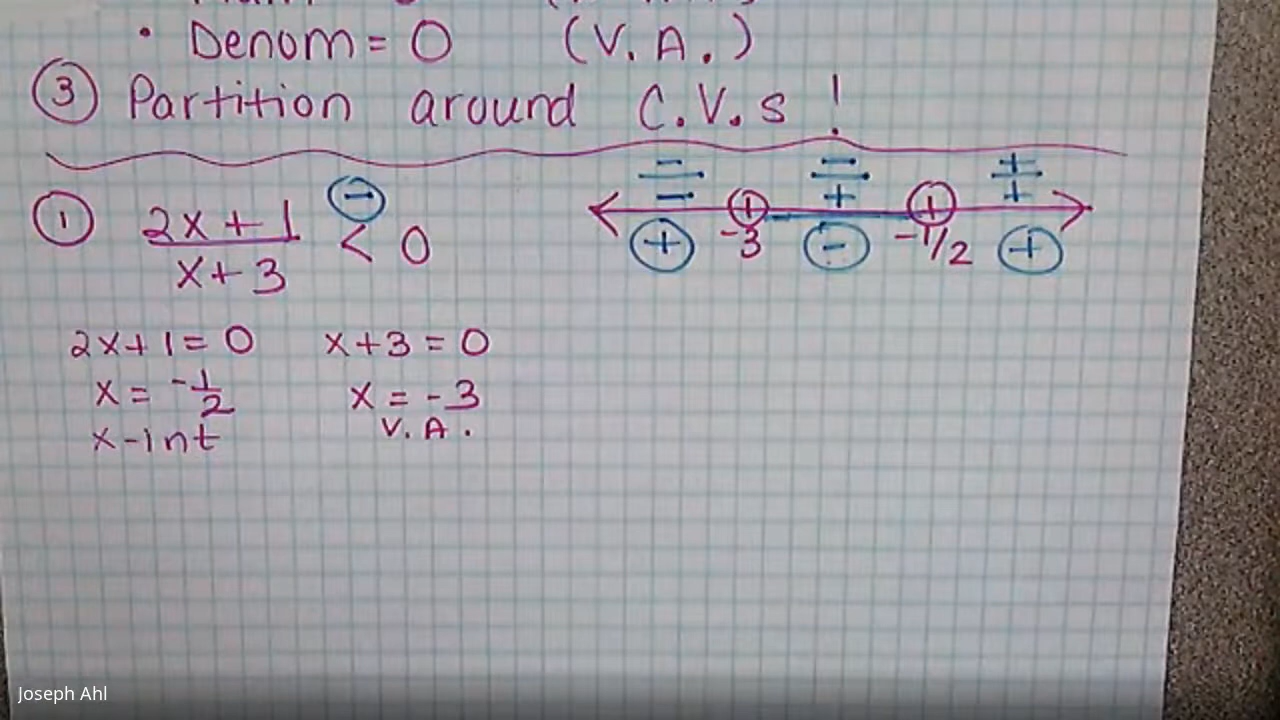 • Denom = 0 (V.A.)
③ Partition around C.V.s!
① 2x + 1 / x + 3 < 0
⊖
− / − − / + + / +
-3 -1/2
+ − +
2x + 1 = 0 x + 3 = 0
x = -1/2 x = -3
x-int V.A.
Joseph Ahl